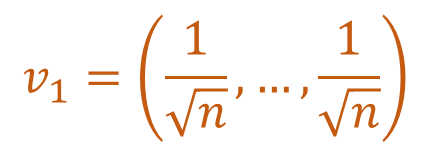 v₁ = (1/√n, …, 1/√n)